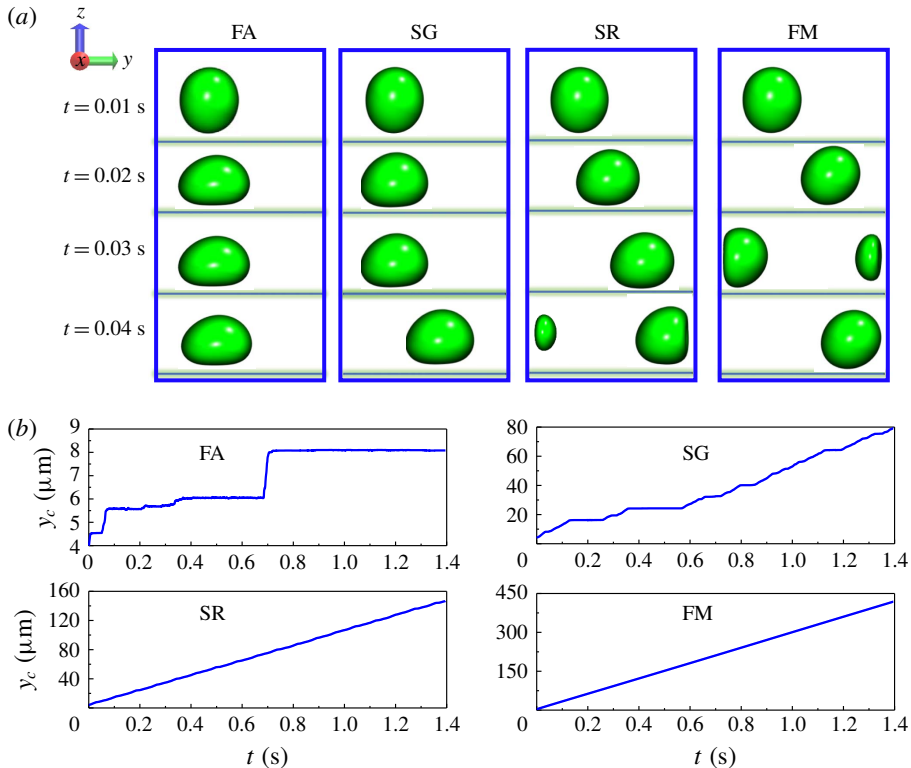 (a)
z
x
y
FA SG SR FM
t = 0.01 s
t = 0.02 s
t = 0.03 s
t = 0.04 s
(b)
9
8
7
6
5
4
y_c (μm)
FA
0 0.2 0.4 0.6 0.8 1.0 1.2 1.4
80
60
40
20
0
SG
0.2 0.4 0.6 0.8 1.0 1.2 1.4
160
120
80
40
y_c (μm)
SR
0 0.2 0.4 0.6 0.8 1.0 1.2 1.4
t (s)
450
300
150
0
FM
0.2 0.4 0.6 0.8 1.0 1.2 1.4
t (s)